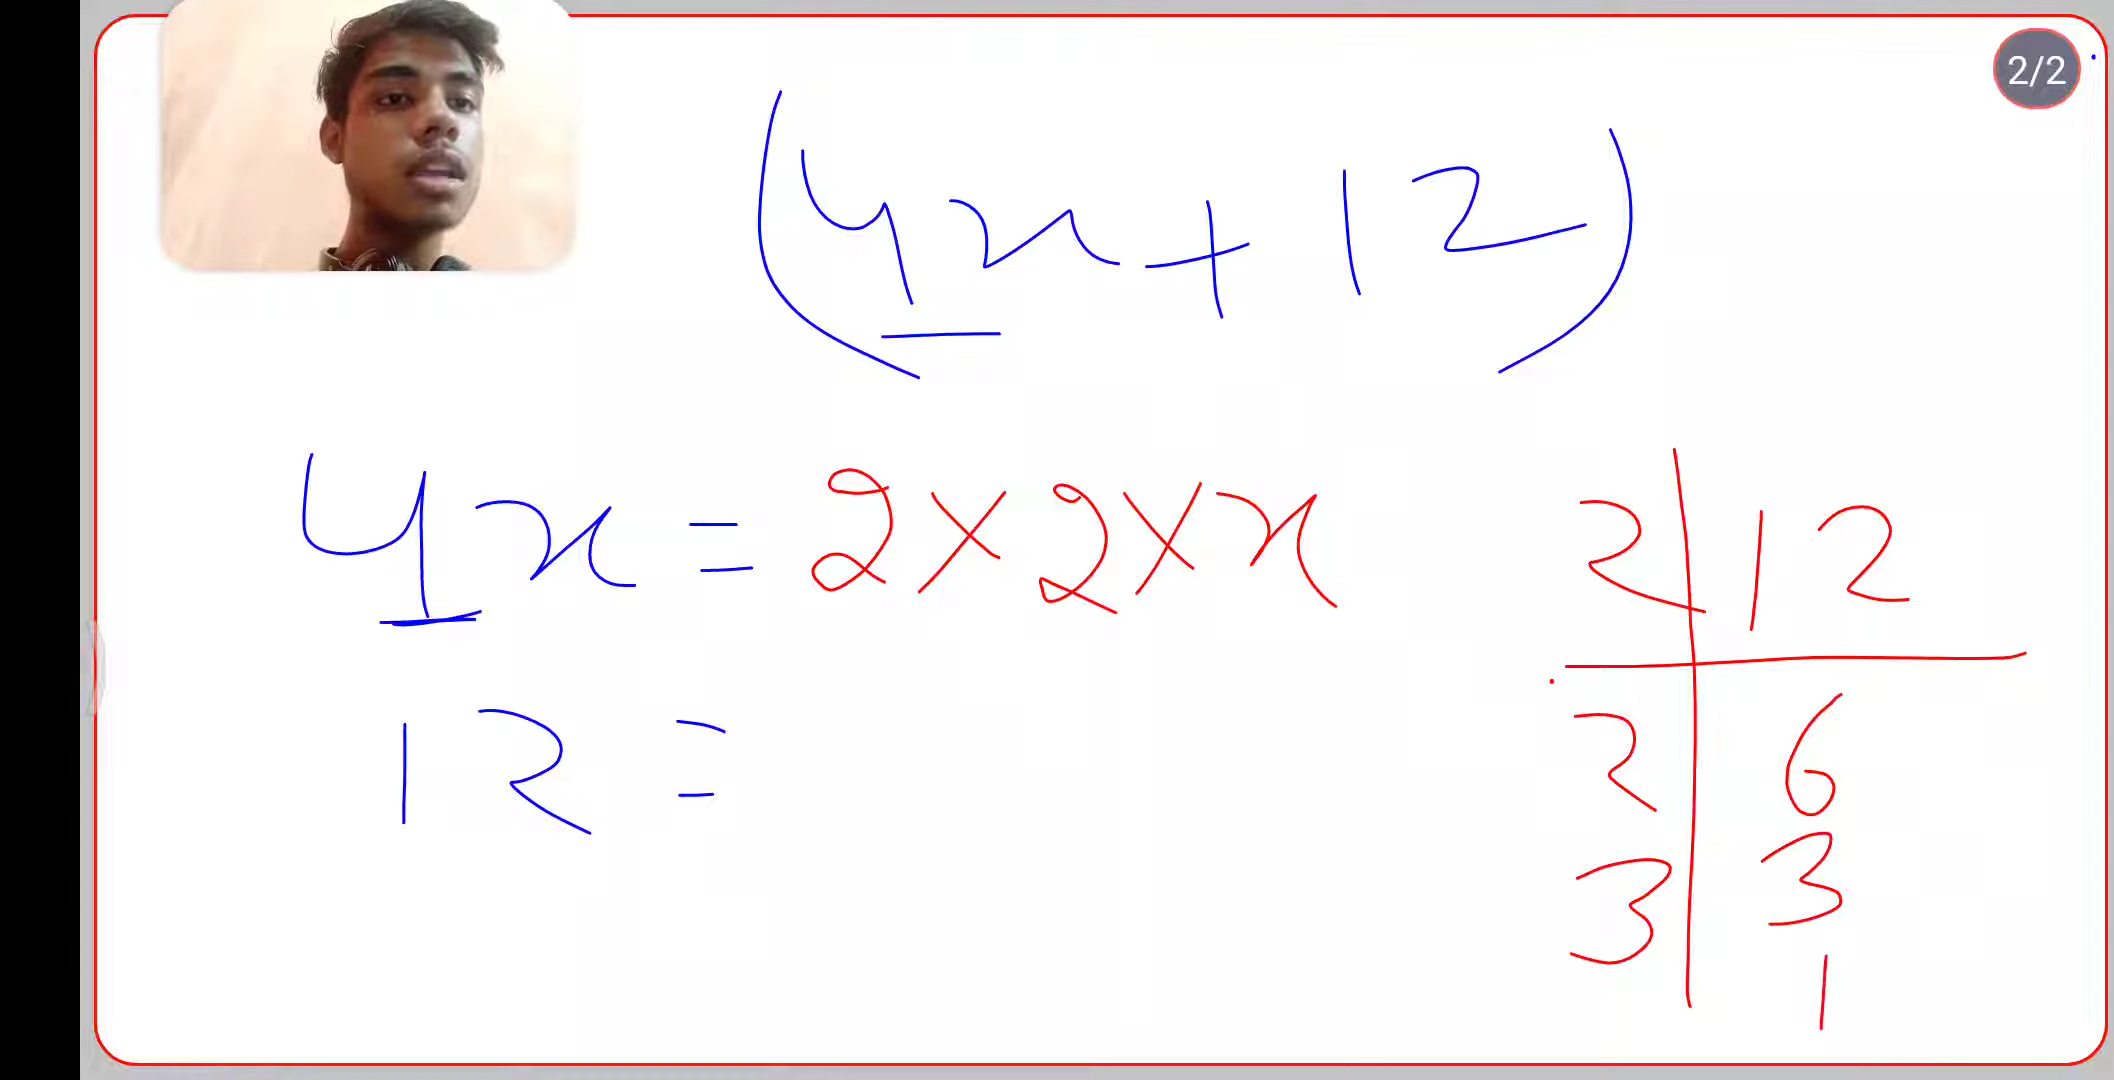 2/2
(4x+12)
4x = 2×2×x
12 =
2 | 12
2 | 6
3 | 3
1